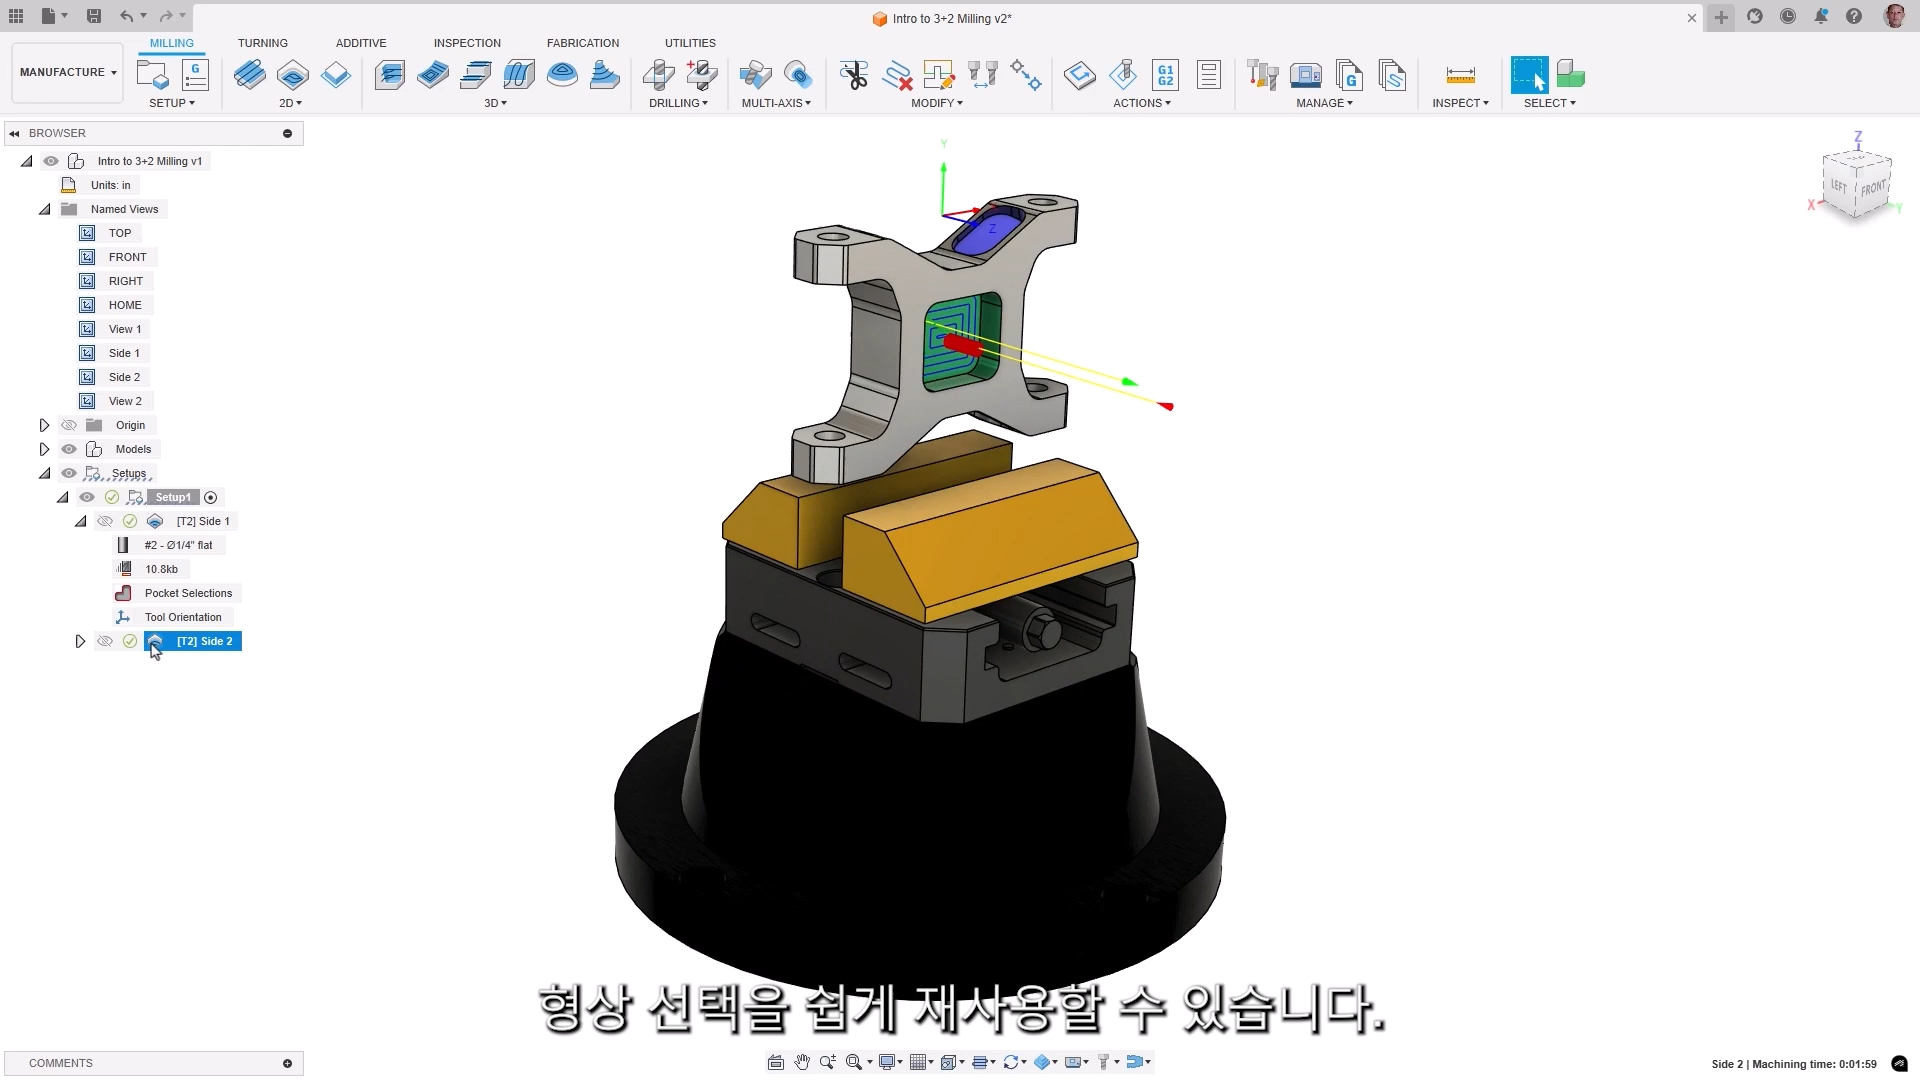 Intro to 3+2 Milling v2*
MILLING
TURNING
ADDITIVE
INSPECTION
FABRICATION
UTILITIES
MANUFACTURE
G
G1
G2
G
SETUP
2D
3D
DRILLING
MULTI-AXIS
MODIFY
ACTIONS
MANAGE
INSPECT
SELECT
BROWSER
Intro to 3+2 Milling v1
Units: in
Named Views
TOP
FRONT
RIGHT
HOME
View 1
Side 1
Side 2
View 2
Origin
Models
Setups
Setup1
[T2] Side 1
#2 - Ø1/4" flat
10.8kb
Pocket Selections
Tool Orientation
[T2] Side 2
Y
Z
Z
LEFT
FRONT
X
Y
형상 선택을 쉽게 재사용할 수 있습니다.
COMMENTS
Side 2 | Machining time: 0:01:59